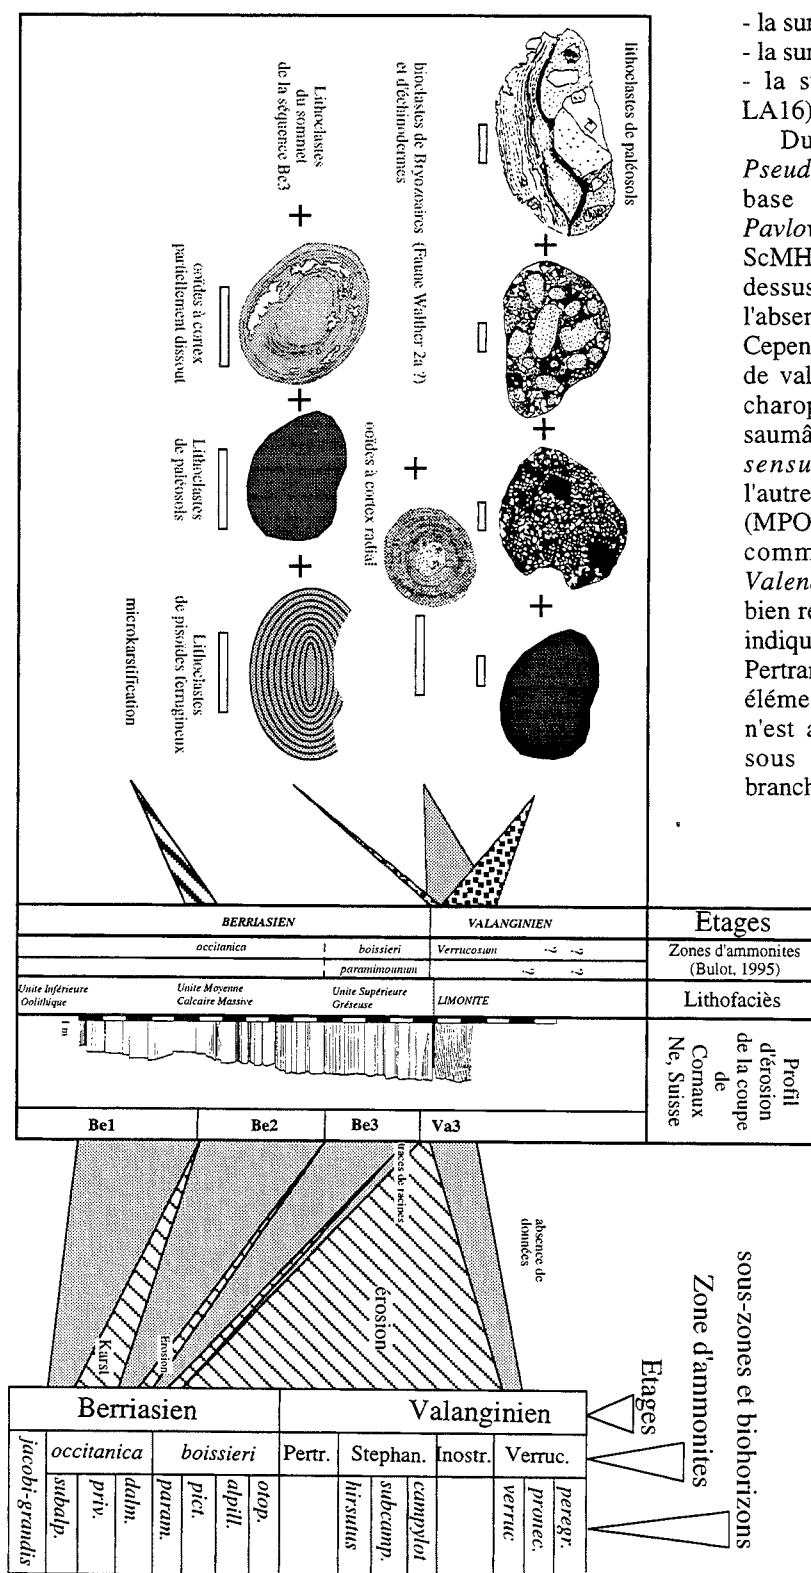 - la sur
- la sur
- la s
LA16)
Du
Pseud
base
Pavlov
ScMH
dessus
l'absen
Cepen
de val
charop
saumâ
sensu
l'autre
(MPO
comm
Valen
bien re
indiqu
Pertran
éléme
n'est a
sous
branch
lithoclastes de paléosols
bioclastes de Bryozoaires (Faune Walther 2a ?)
et d'échinodermes
ooïdes à cortex radial
Lithoclastes
du sommet
de la séquence Be3
ooïdes à cortex
partiellement dissout
Lithoclastes
de paléosols
Lithoclastes
de pisoïdes ferrugineux
microkarstification
+ + +
+
+ + +
BERRIASIEN VALANGINIEN Etages
occitanica boissieri Verrucosum ? ? Zones d'ammonites
(Bulot, 1995)
paramimounum ? ?
Unite Inférieure
Oolithique
Unite Moyenne
Calcaire Massive
Unite Supérieure
Gréseuse
LIMONITE
Lithofaciès
1 m
Profil
d'érosion
de la coupe
de
Cornaux
Ne, Suisse
Be1 Be2 Be3 Va3
traces de racines
absence de
données
érosion
Erosion
Karst
sous-zones et biohorizons
Zone d'ammonites
Etages
Berriasien Valanginien
occitanica boissieri Pertr. Stephan. Inostr. Verruc.
jacobi-grandis
subalp.
priv.
dalm.
param.
pict.
alpill.
otop.
hirsutus
subcamp.
campylot
verruc
pronec.
peregr.